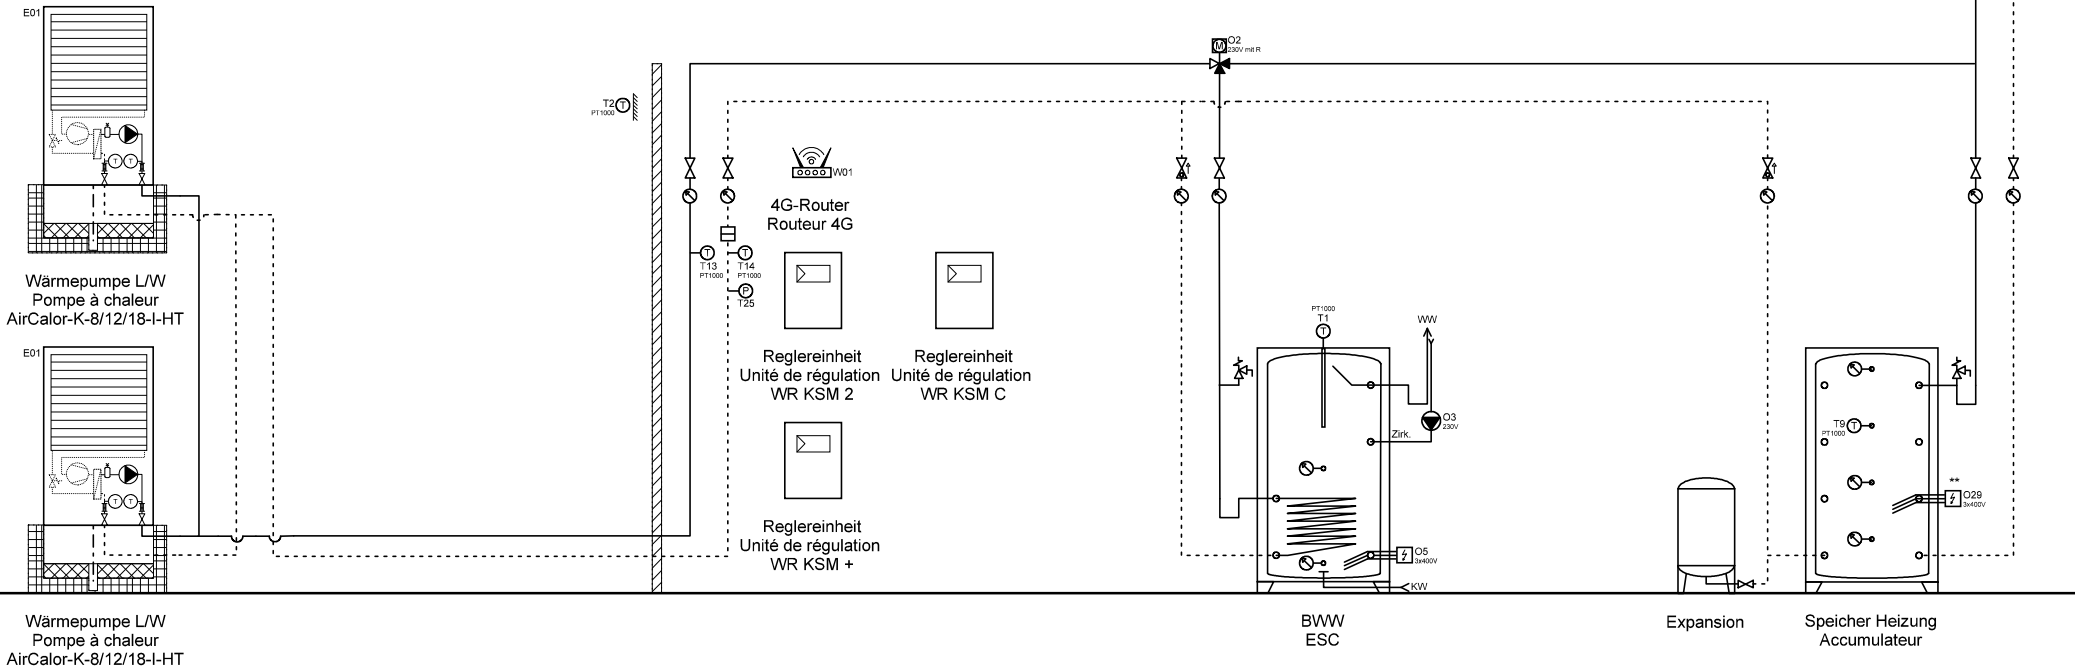 E01
Wärmepumpe L/W
Pompe à chaleur
AirCalor-K-8/12/18-I-HT
E01
Wärmepumpe L/W
Pompe à chaleur
AirCalor-K-8/12/18-I-HT
T2
T
PT1000
W01
4G-Router
Routeur 4G
T
T13
PT1000
T
T14
PT1000
P
T25
Reglereinheit
Unité de régulation
WR KSM 2
Reglereinheit
Unité de régulation
WR KSM C
Reglereinheit
Unité de régulation
WR KSM +
M
O2
230V mit R
PT1000
T1
T
WW
O3
230V
Zirk.
O5
3x400V
KW
BWW
ESC
Expansion
T9
T
PT1000
**
O29
3x400V
Speicher Heizung
Accumulateur
T T
T T